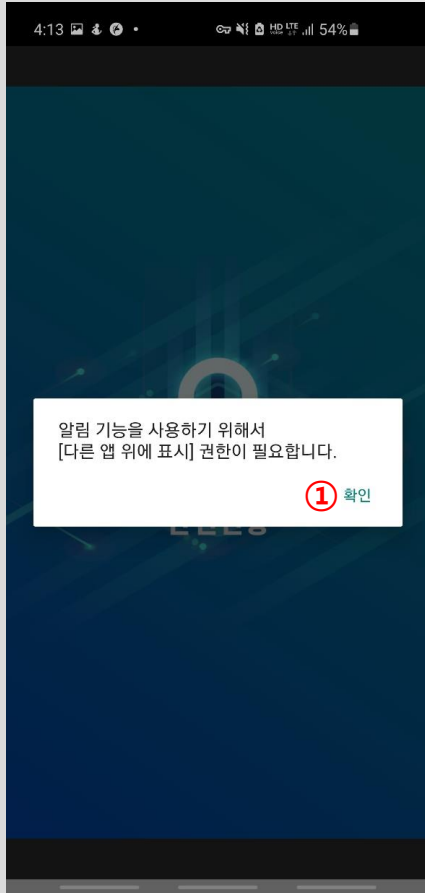 4:13
HD LTE 54%
voice
알림 기능을 사용하기 위해서
[다른 앱 위에 표시] 권한이 필요합니다.
① 확인